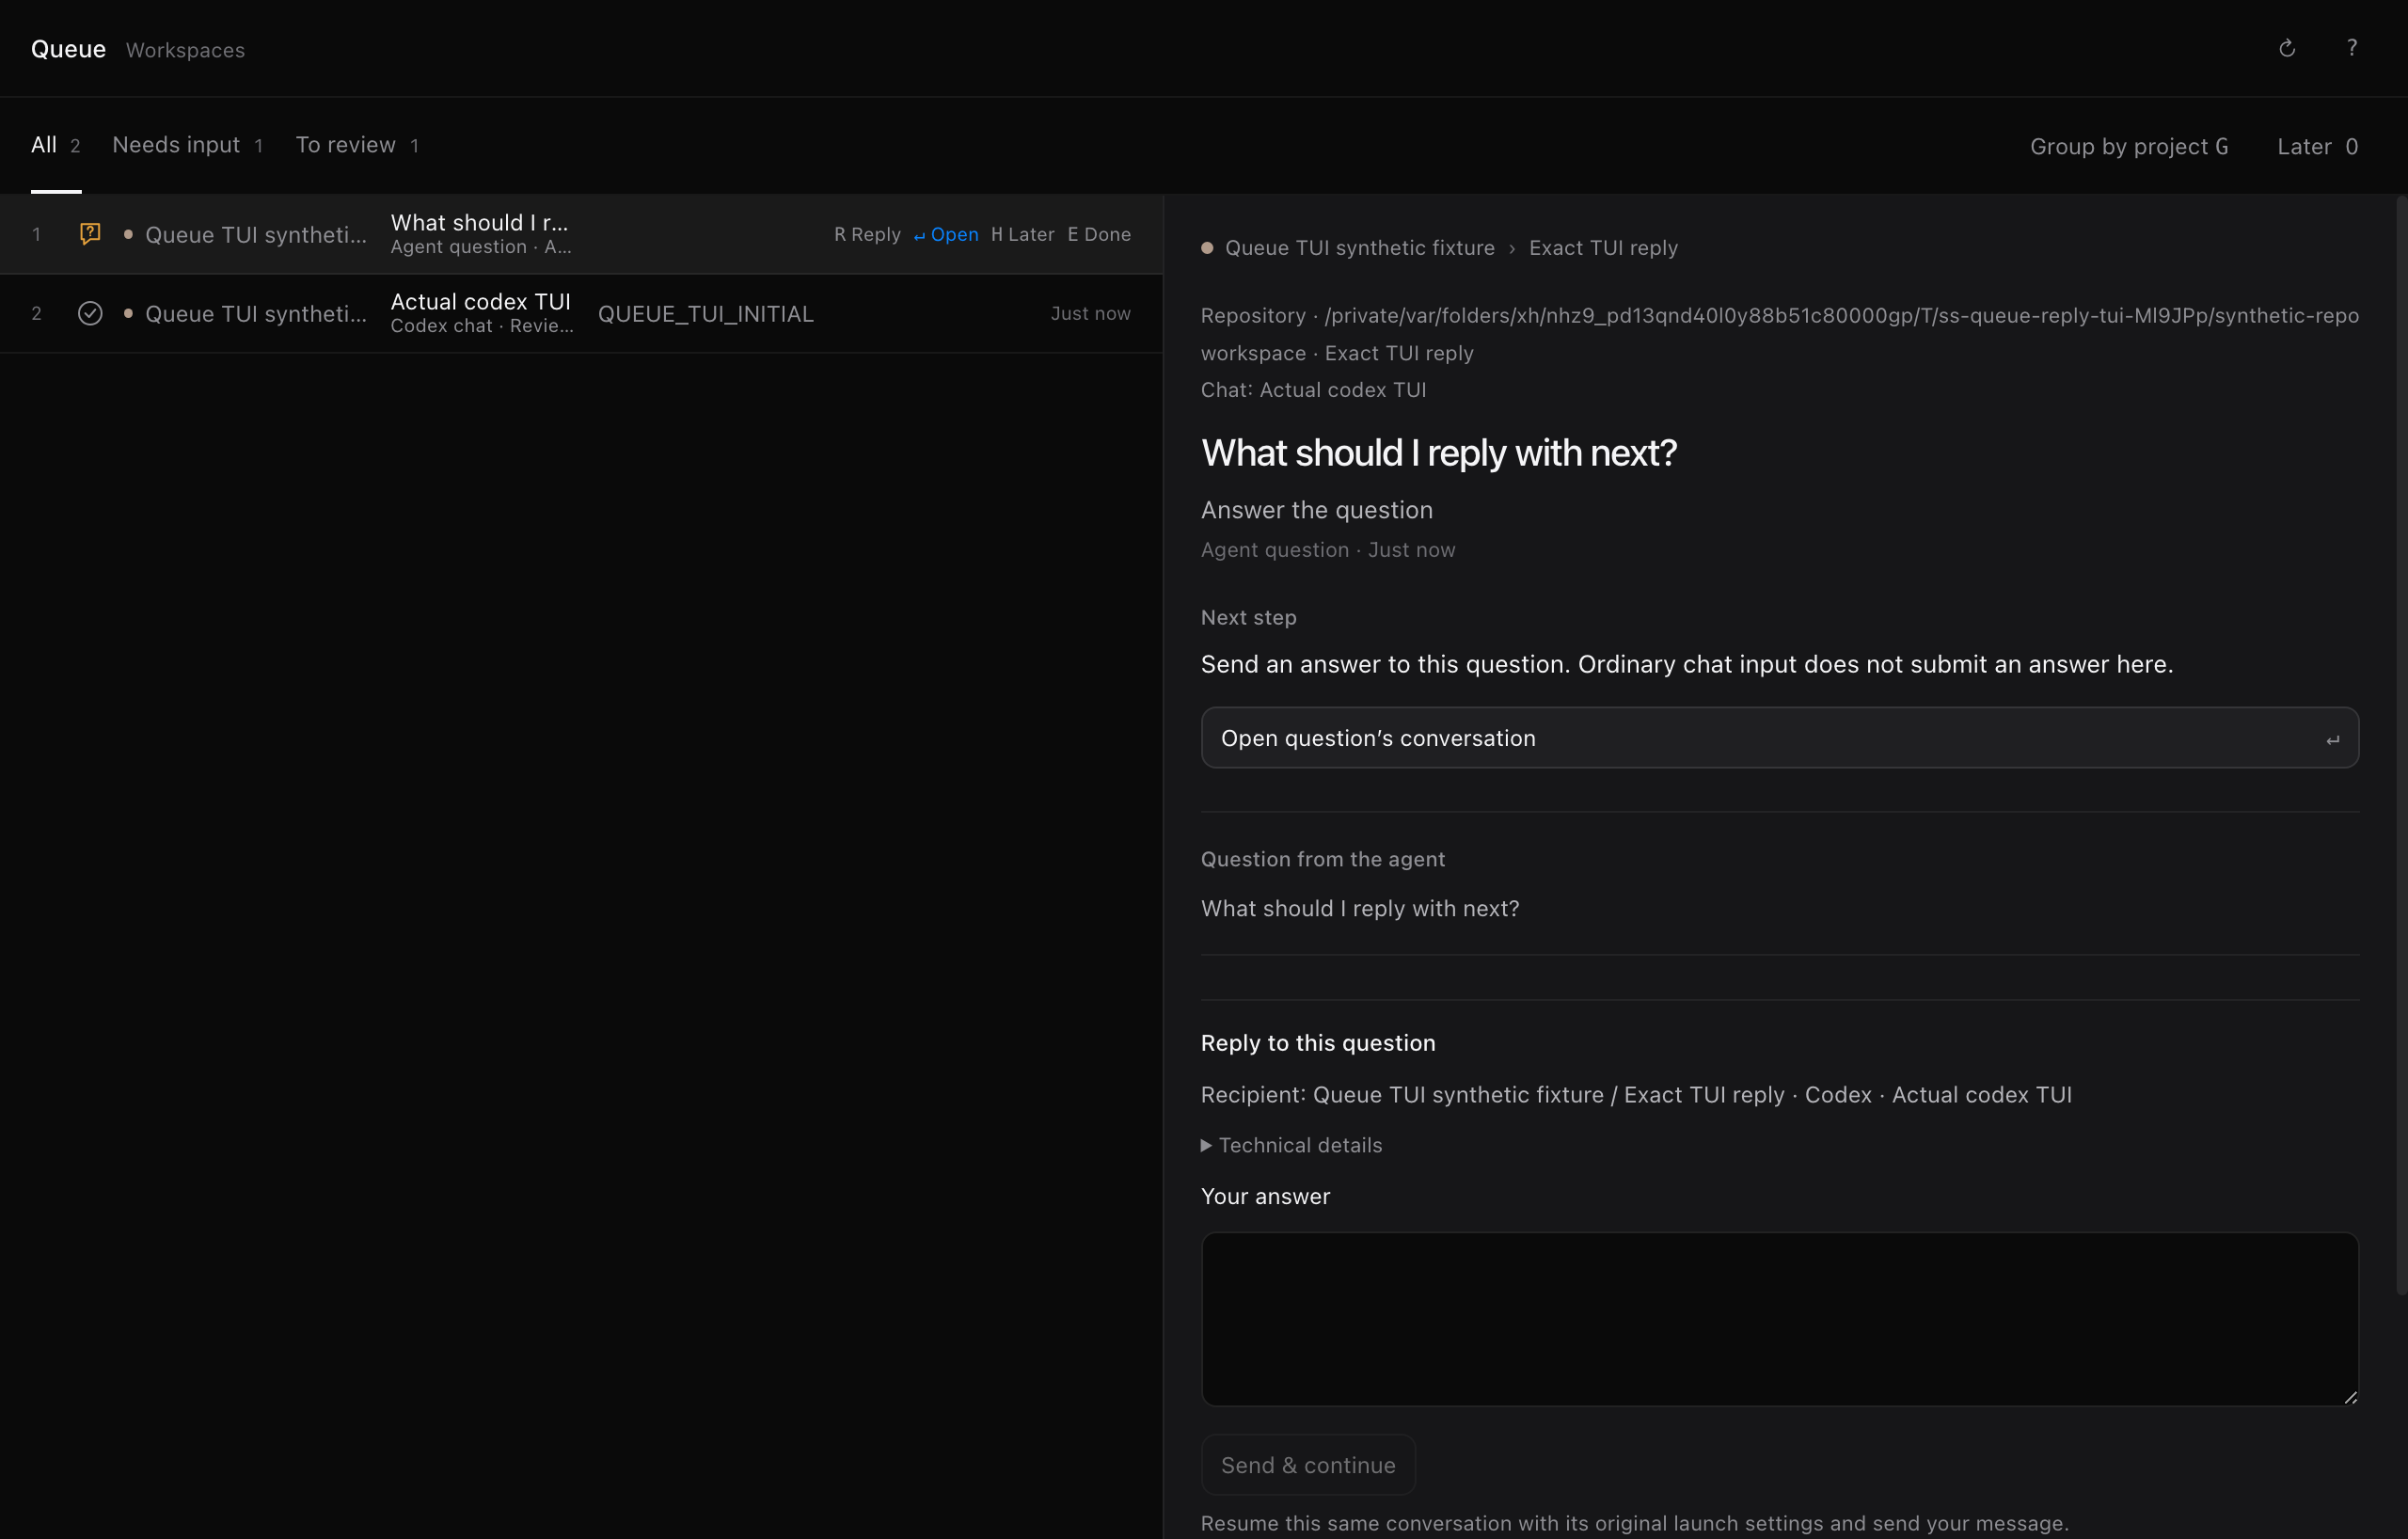 Queue Workspaces ?
All 2 Needs input 1 To review 1 Group by project G Later 0
1 Queue TUI syntheti... What should I r... R Reply ↵ Open H Later E Done
Agent question · A...
2 Queue TUI syntheti... Actual codex TUI QUEUE_TUI_INITIAL Just now
Codex chat · Revie...
Queue TUI synthetic fixture › Exact TUI reply
Repository · /private/var/folders/xh/nhz9_pd13qnd40l0y88b51c80000gp/T/ss-queue-reply-tui-Ml9JPp/synthetic-repo
workspace · Exact TUI reply
Chat: Actual codex TUI
What should I reply with next?
Answer the question
Agent question · Just now
Next step
Send an answer to this question. Ordinary chat input does not submit an answer here.
Open question’s conversation ↵
Question from the agent
What should I reply with next?
Reply to this question
Recipient: Queue TUI synthetic fixture / Exact TUI reply · Codex · Actual codex TUI
▶ Technical details
Your answer
Send & continue
Resume this same conversation with its original launch settings and send your message.